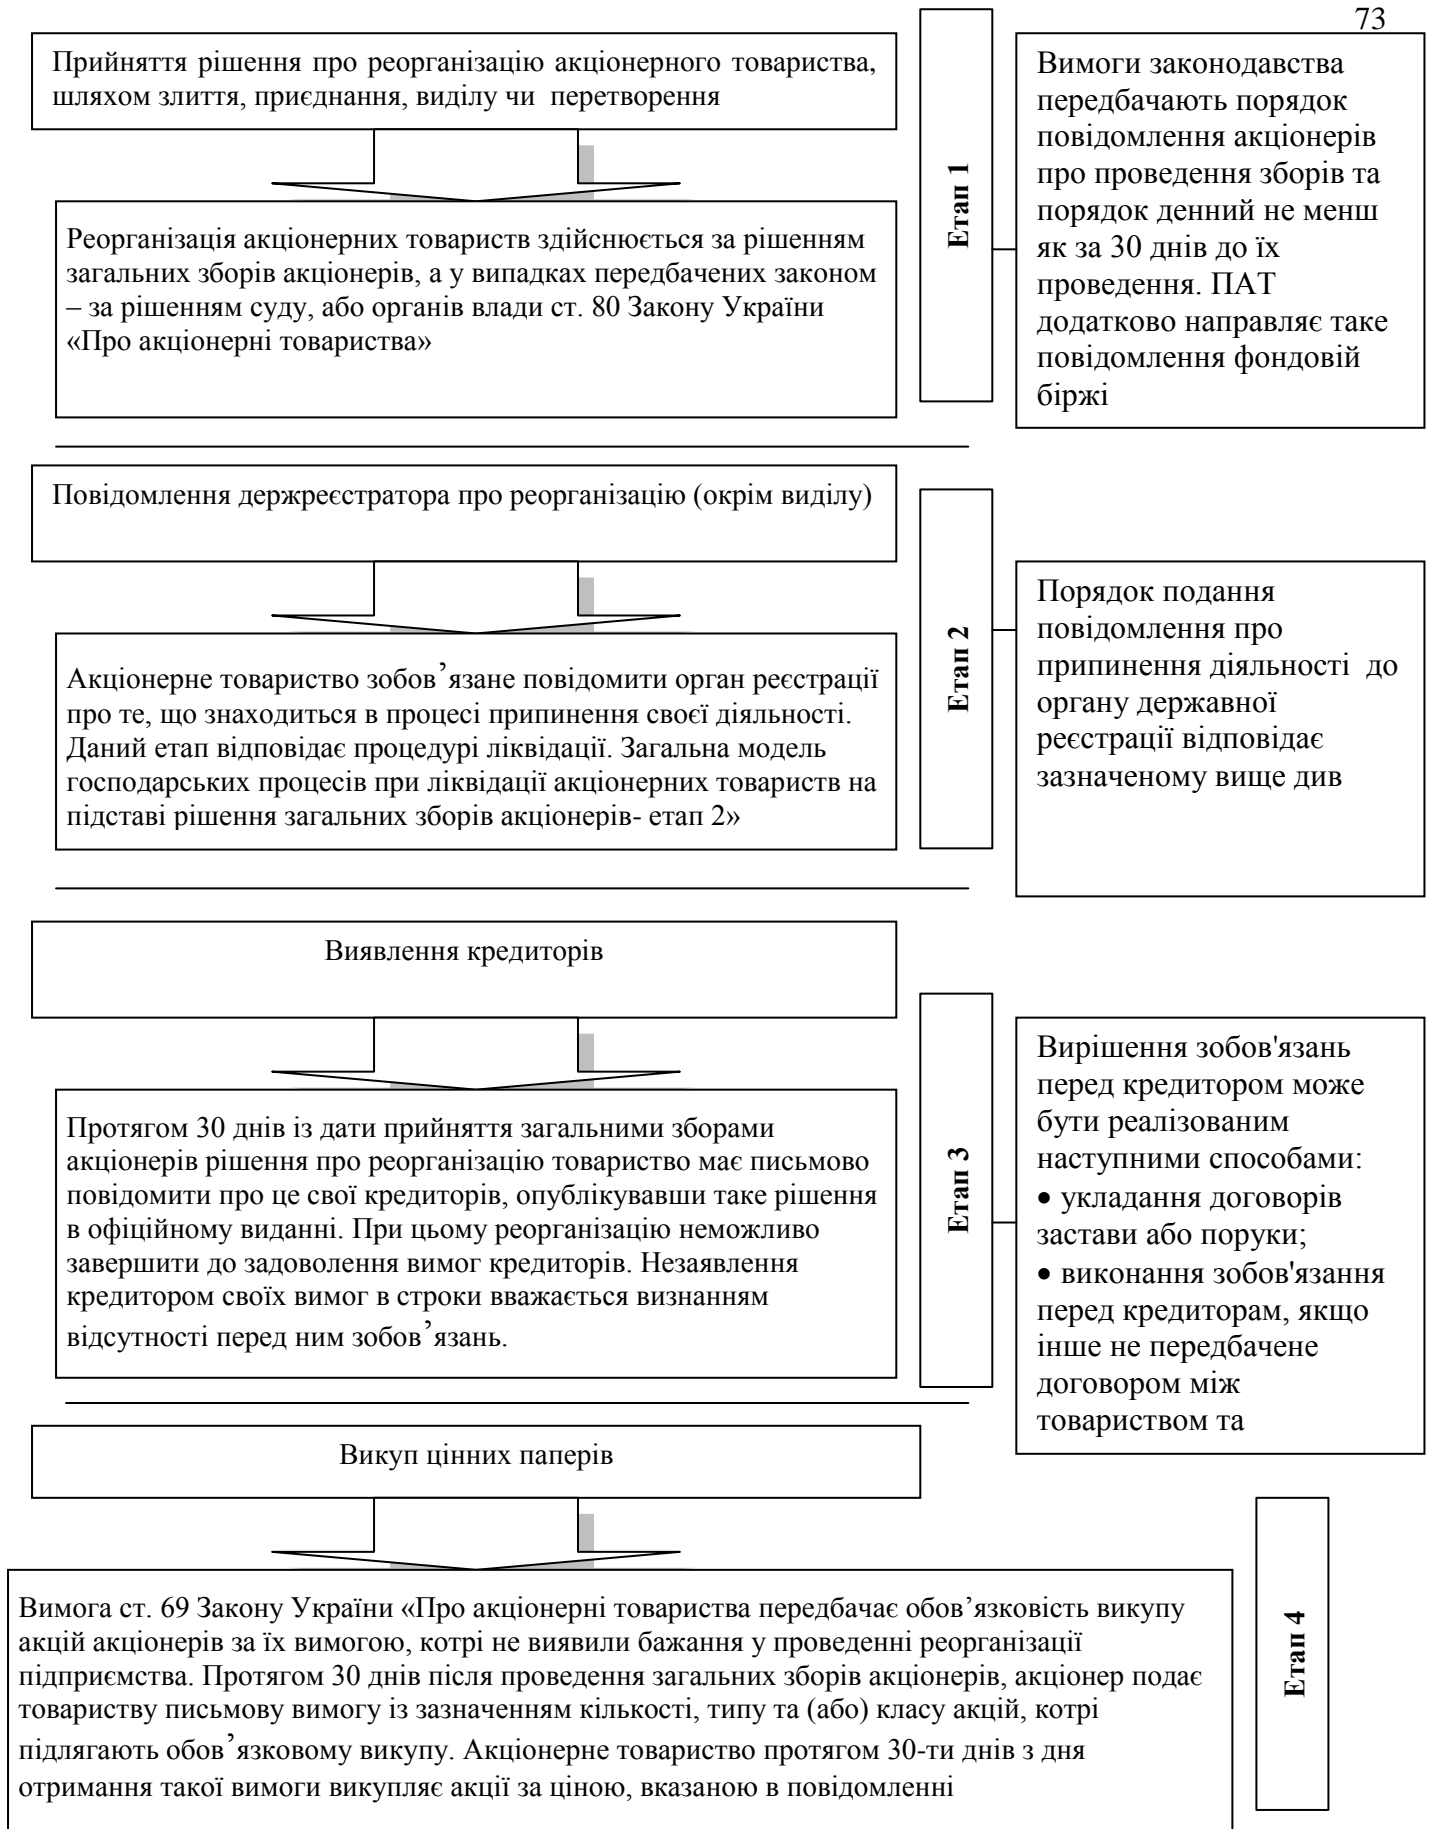 73
Прийняття рішення про реорганізацію акціонерного товариства,
шляхом злиття, приєднання, виділу чи перетворення
Реорганізація акціонерних товариств здійснюється за рішенням
загальних зборів акціонерів, а у випадках передбачених законом
– за рішенням суду, або органів влади ст. 80 Закону України
«Про акціонерні товариства»
Етап 1
Вимоги законодавства
передбачають порядок
повідомлення акціонерів
про проведення зборів та
порядок денний не менш
як за 30 днів до їх
проведення. ПАТ
додатково направляє таке
повідомлення фондовій
біржі
Повідомлення держреєстратора про реорганізацію (окрім виділу)
Акціонерне товариство зобов’язане повідомити орган реєстрації
про те, що знаходиться в процесі припинення своєї діяльності.
Даний етап відповідає процедурі ліквідації. Загальна модель
господарських процесів при ліквідації акціонерних товариств на
підставі рішення загальних зборів акціонерів- етап 2»
Етап 2
Порядок подання
повідомлення про
припинення діяльності до
органу державної
реєстрації відповідає
зазначеному вище див
Виявлення кредиторів
Протягом 30 днів із дати прийняття загальними зборами
акціонерів рішення про реорганізацію товариство має письмово
повідомити про це свої кредиторів, опублікувавши таке рішення
в офіційному виданні. При цьому реорганізацію неможливо
завершити до задоволення вимог кредиторів. Незаявлення
кредитором своїх вимог в строки вважається визнанням
відсутності перед ним зобов’язань.
Етап 3
Вирішення зобов'язань
перед кредитором може
бути реалізованим
наступними способами:
• укладання договорів
застави або поруки;
• виконання зобов'язання
перед кредиторам, якщо
інше не передбачене
договором між
товариством та
Викуп цінних паперів
Вимога ст. 69 Закону України «Про акціонерні товариства передбачає обов’язковість викупу
акцій акціонерів за їх вимогою, котрі не виявили бажання у проведенні реорганізації
підприємства. Протягом 30 днів після проведення загальних зборів акціонерів, акціонер подає
товариству письмову вимогу із зазначенням кількості, типу та (або) класу акцій, котрі
підлягають обов’язковому викупу. Акціонерне товариство протягом 30-ти днів з дня
отримання такої вимоги викупляє акції за ціною, вказаною в повідомленні
Етап 4